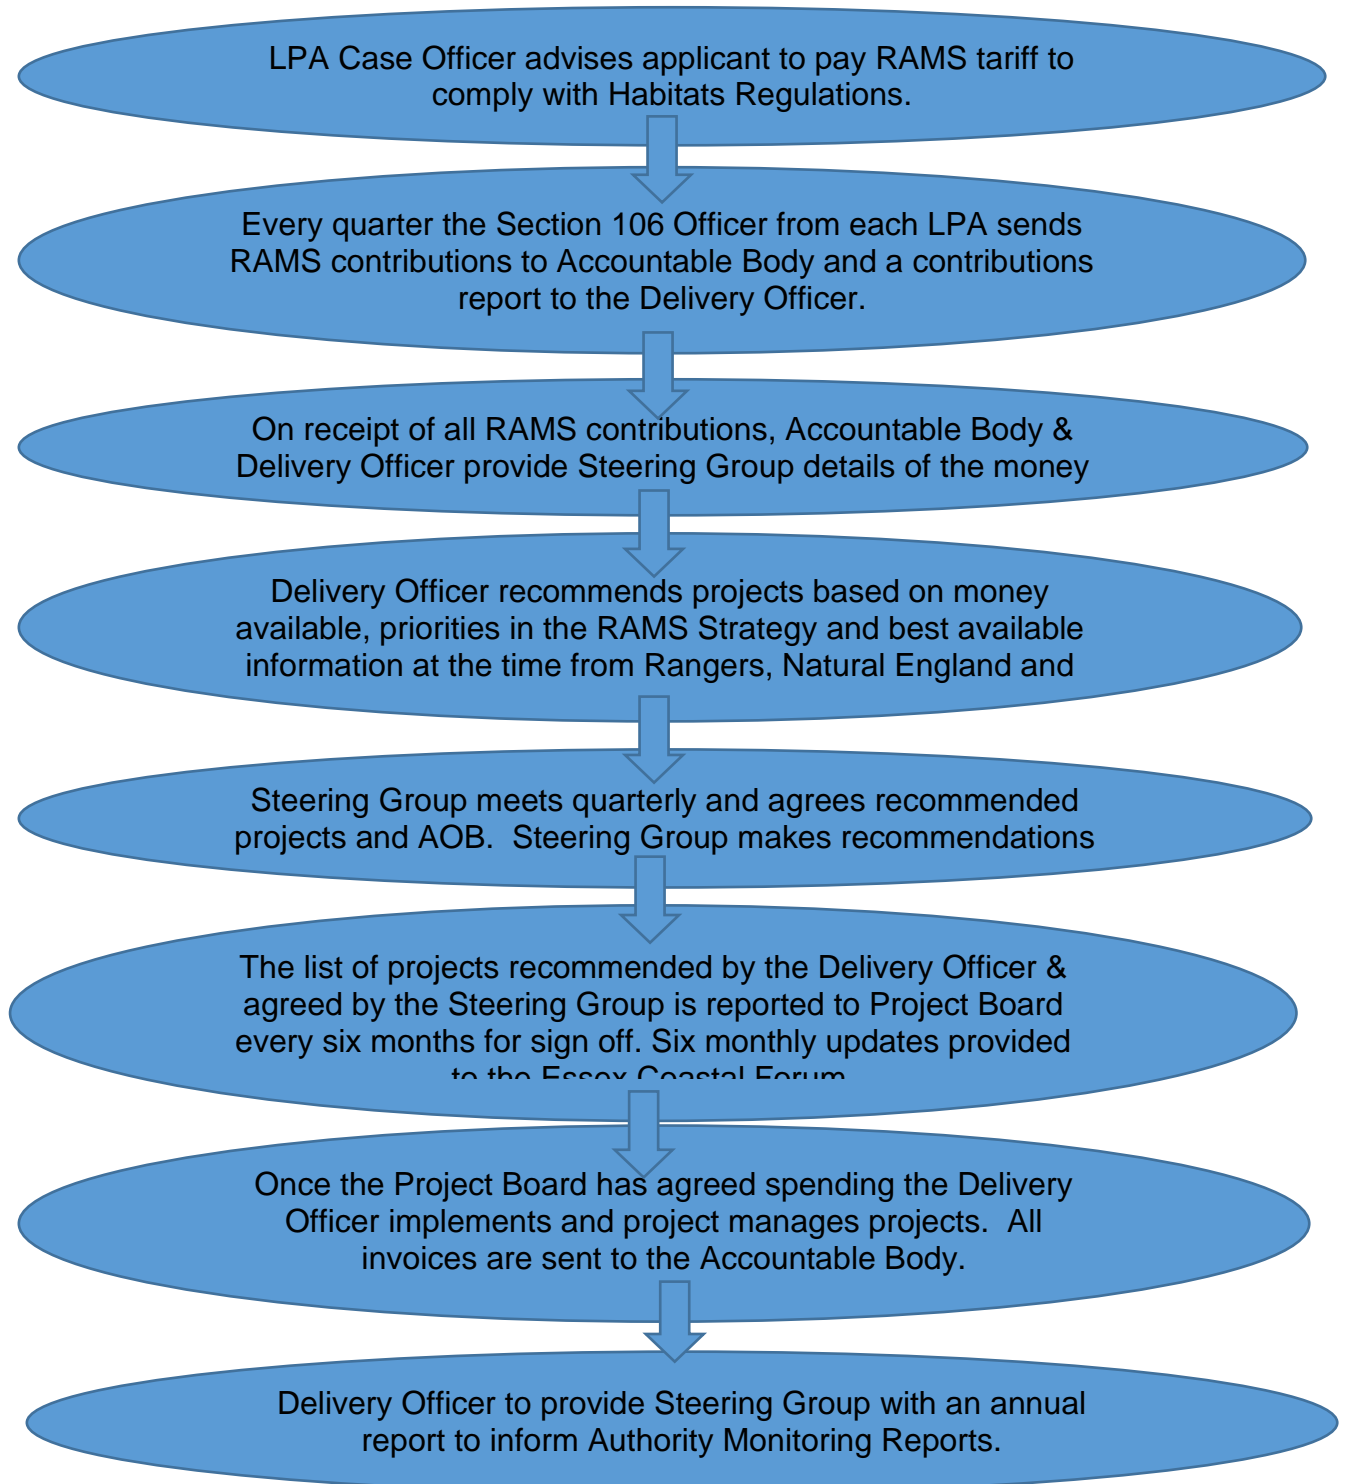 LPA Case Officer advises applicant to pay RAMS tariff to
comply with Habitats Regulations.
Every quarter the Section 106 Officer from each LPA sends
RAMS contributions to Accountable Body and a contributions
report to the Delivery Officer.
On receipt of all RAMS contributions, Accountable Body &
Delivery Officer provide Steering Group details of the money
Delivery Officer recommends projects based on money
available, priorities in the RAMS Strategy and best available
information at the time from Rangers, Natural England and
Steering Group meets quarterly and agrees recommended
projects and AOB.  Steering Group makes recommendations
The list of projects recommended by the Delivery Officer &
agreed by the Steering Group is reported to Project Board
every six months for sign off. Six monthly updates provided
to the Essex Coastal Forum
Once the Project Board has agreed spending the Delivery
Officer implements and project manages projects.  All
invoices are sent to the Accountable Body.
Delivery Officer to provide Steering Group with an annual
report to inform Authority Monitoring Reports.